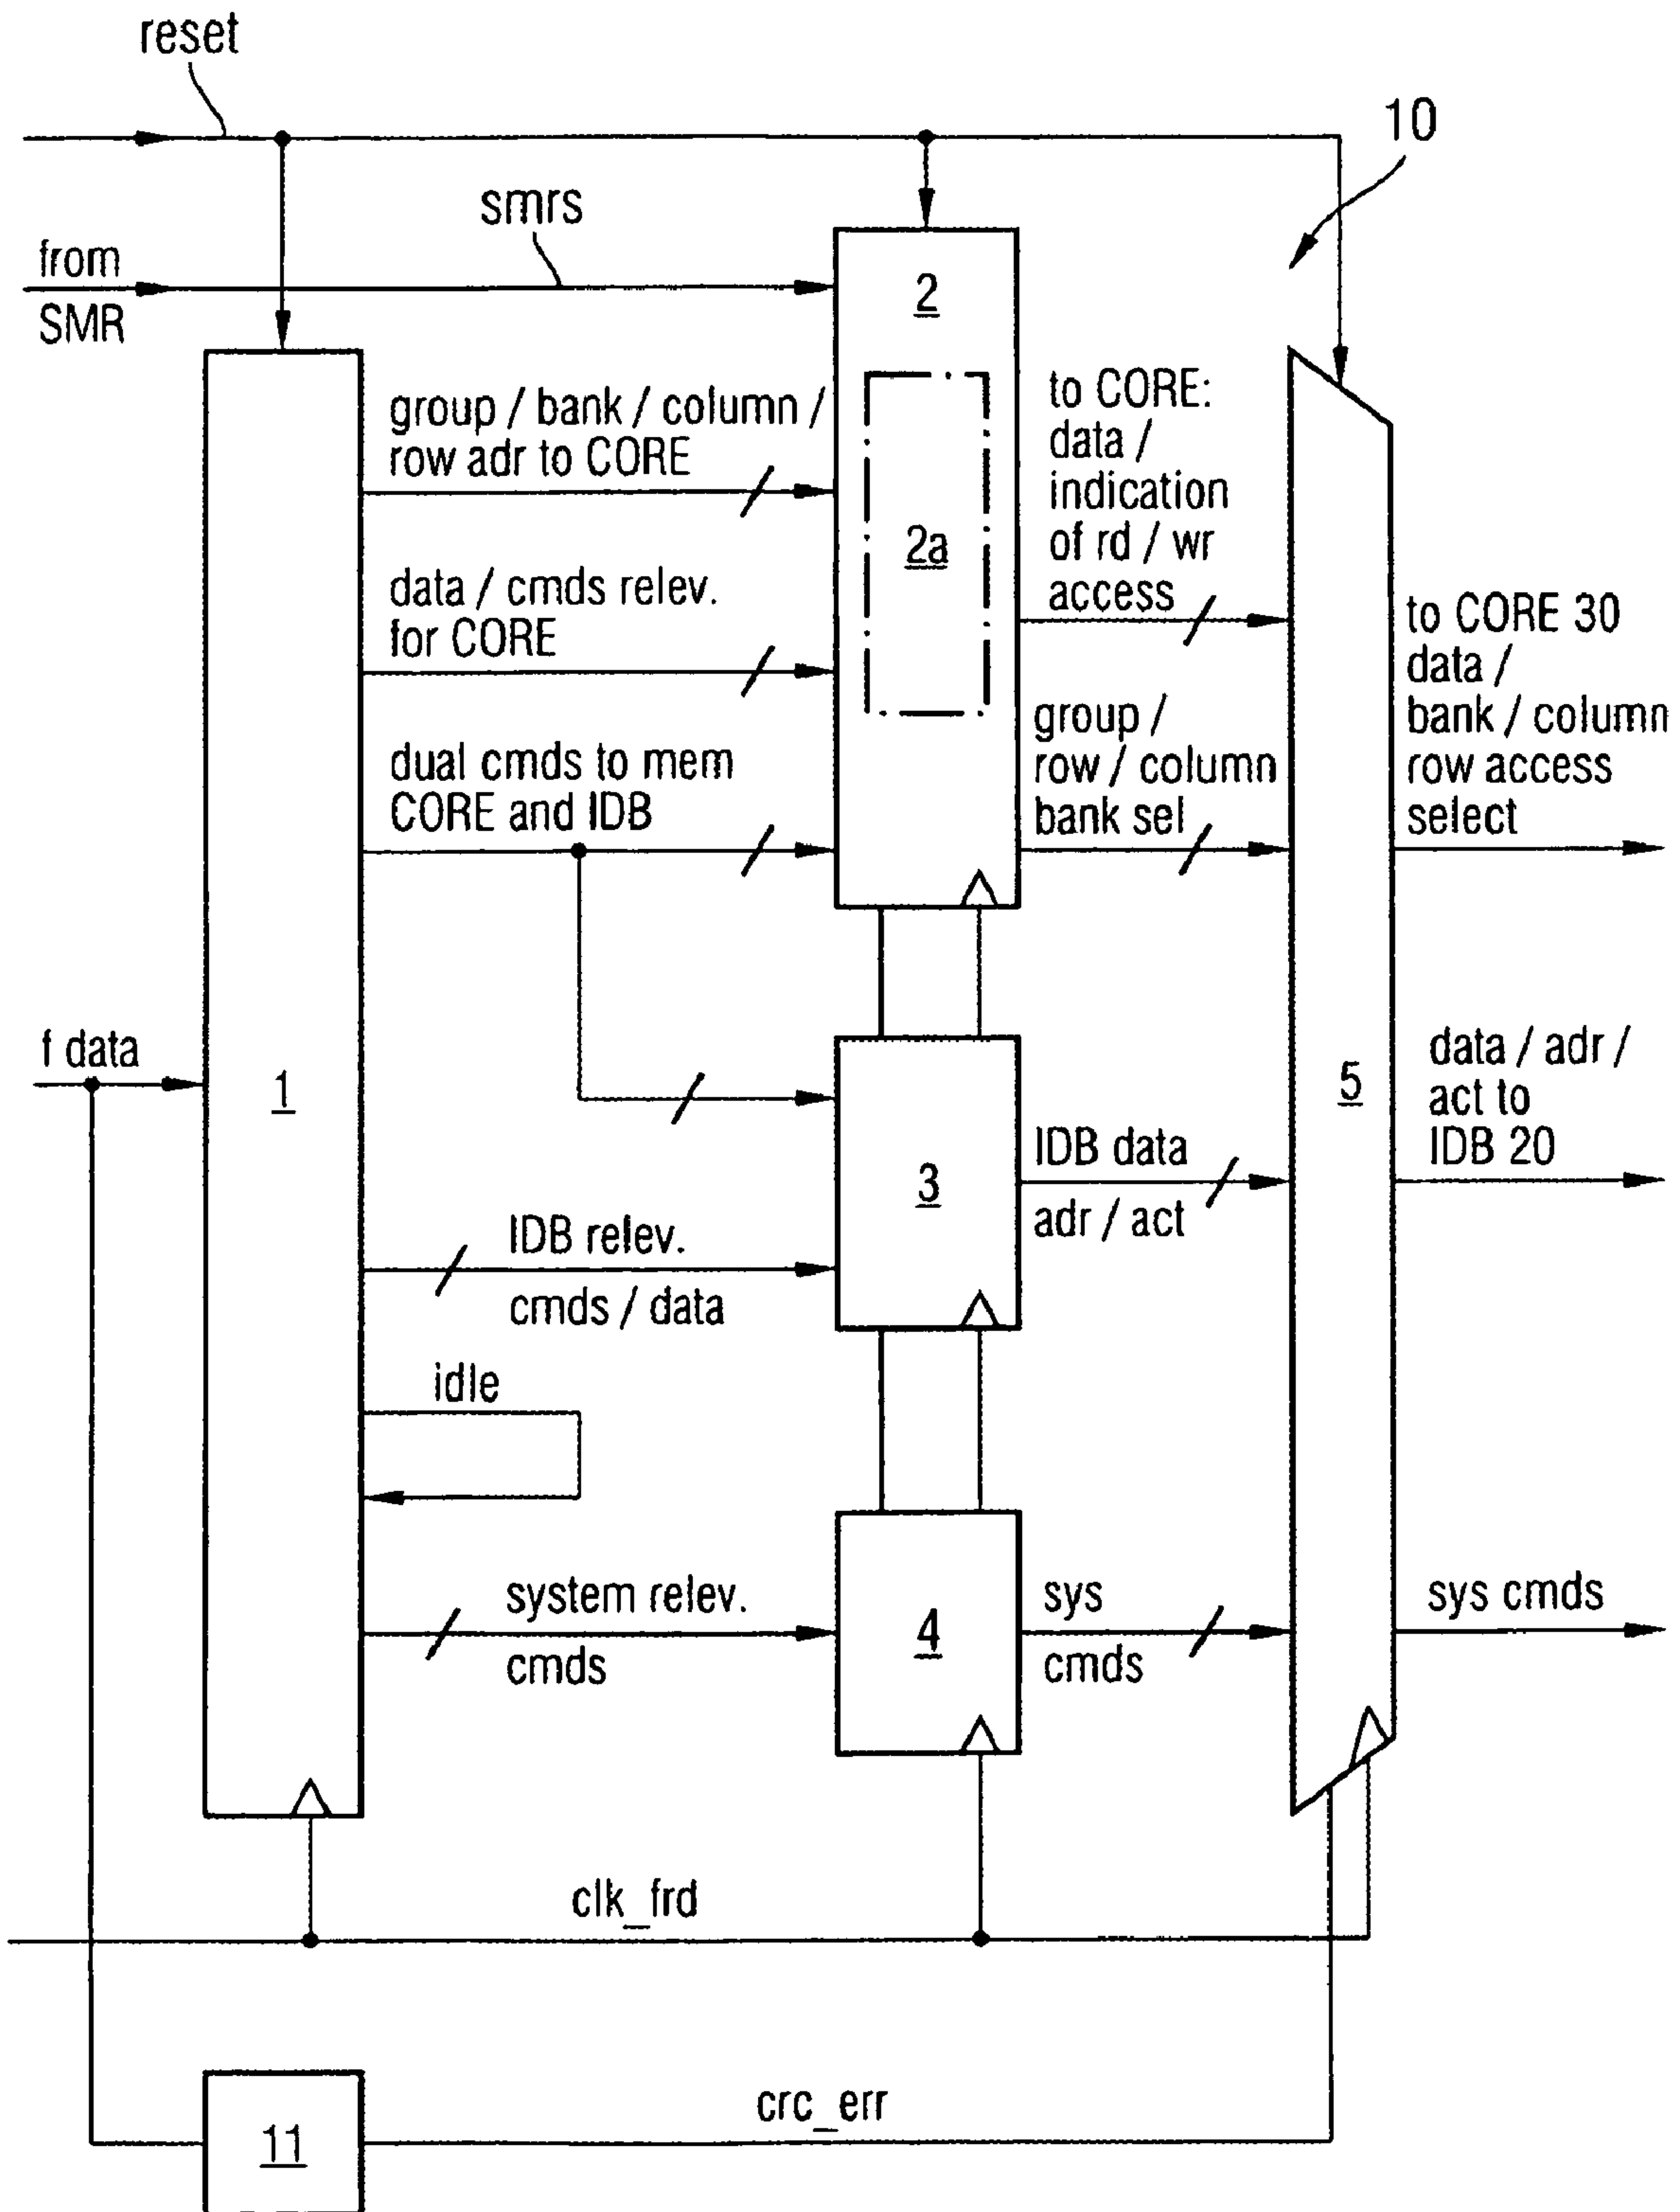 reset
10
smrs
from
SMR
2
group / bank / column /
row adr to CORE
to CORE:
data /
indication
of rd / wr
access
2a
data / cmds relev.
for CORE
to CORE 30
data /
bank / column
row access
select
group /
row / column
bank sel
dual cmds to mem
CORE and IDB
f data
1
5
data / adr /
act to
IDB 20
3
IDB data
adr / act
IDB relev.
cmds / data
idle
system relev.
cmds
4
sys
cmds
sys cmds
clk_frd
crc_err
11